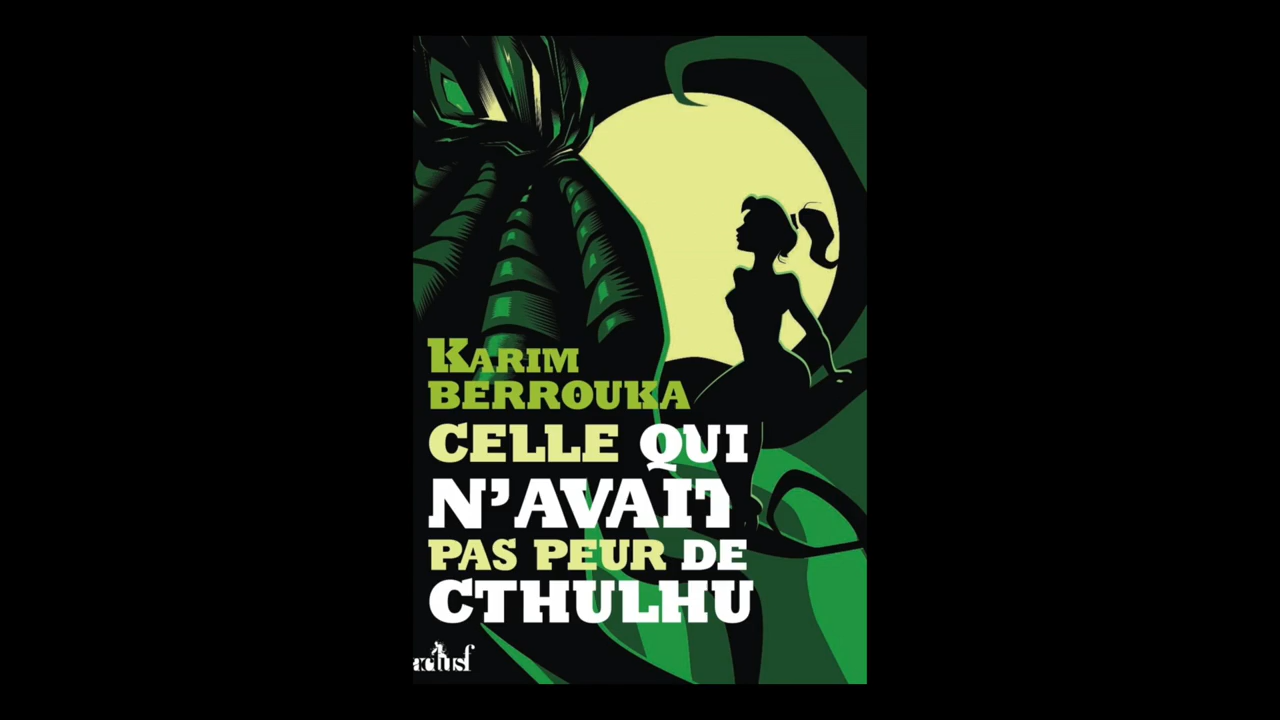 KARIM
BERROUKA
CELLE QUI
N'AVAIT
PAS PEUR DE
CTHULHU
actusf